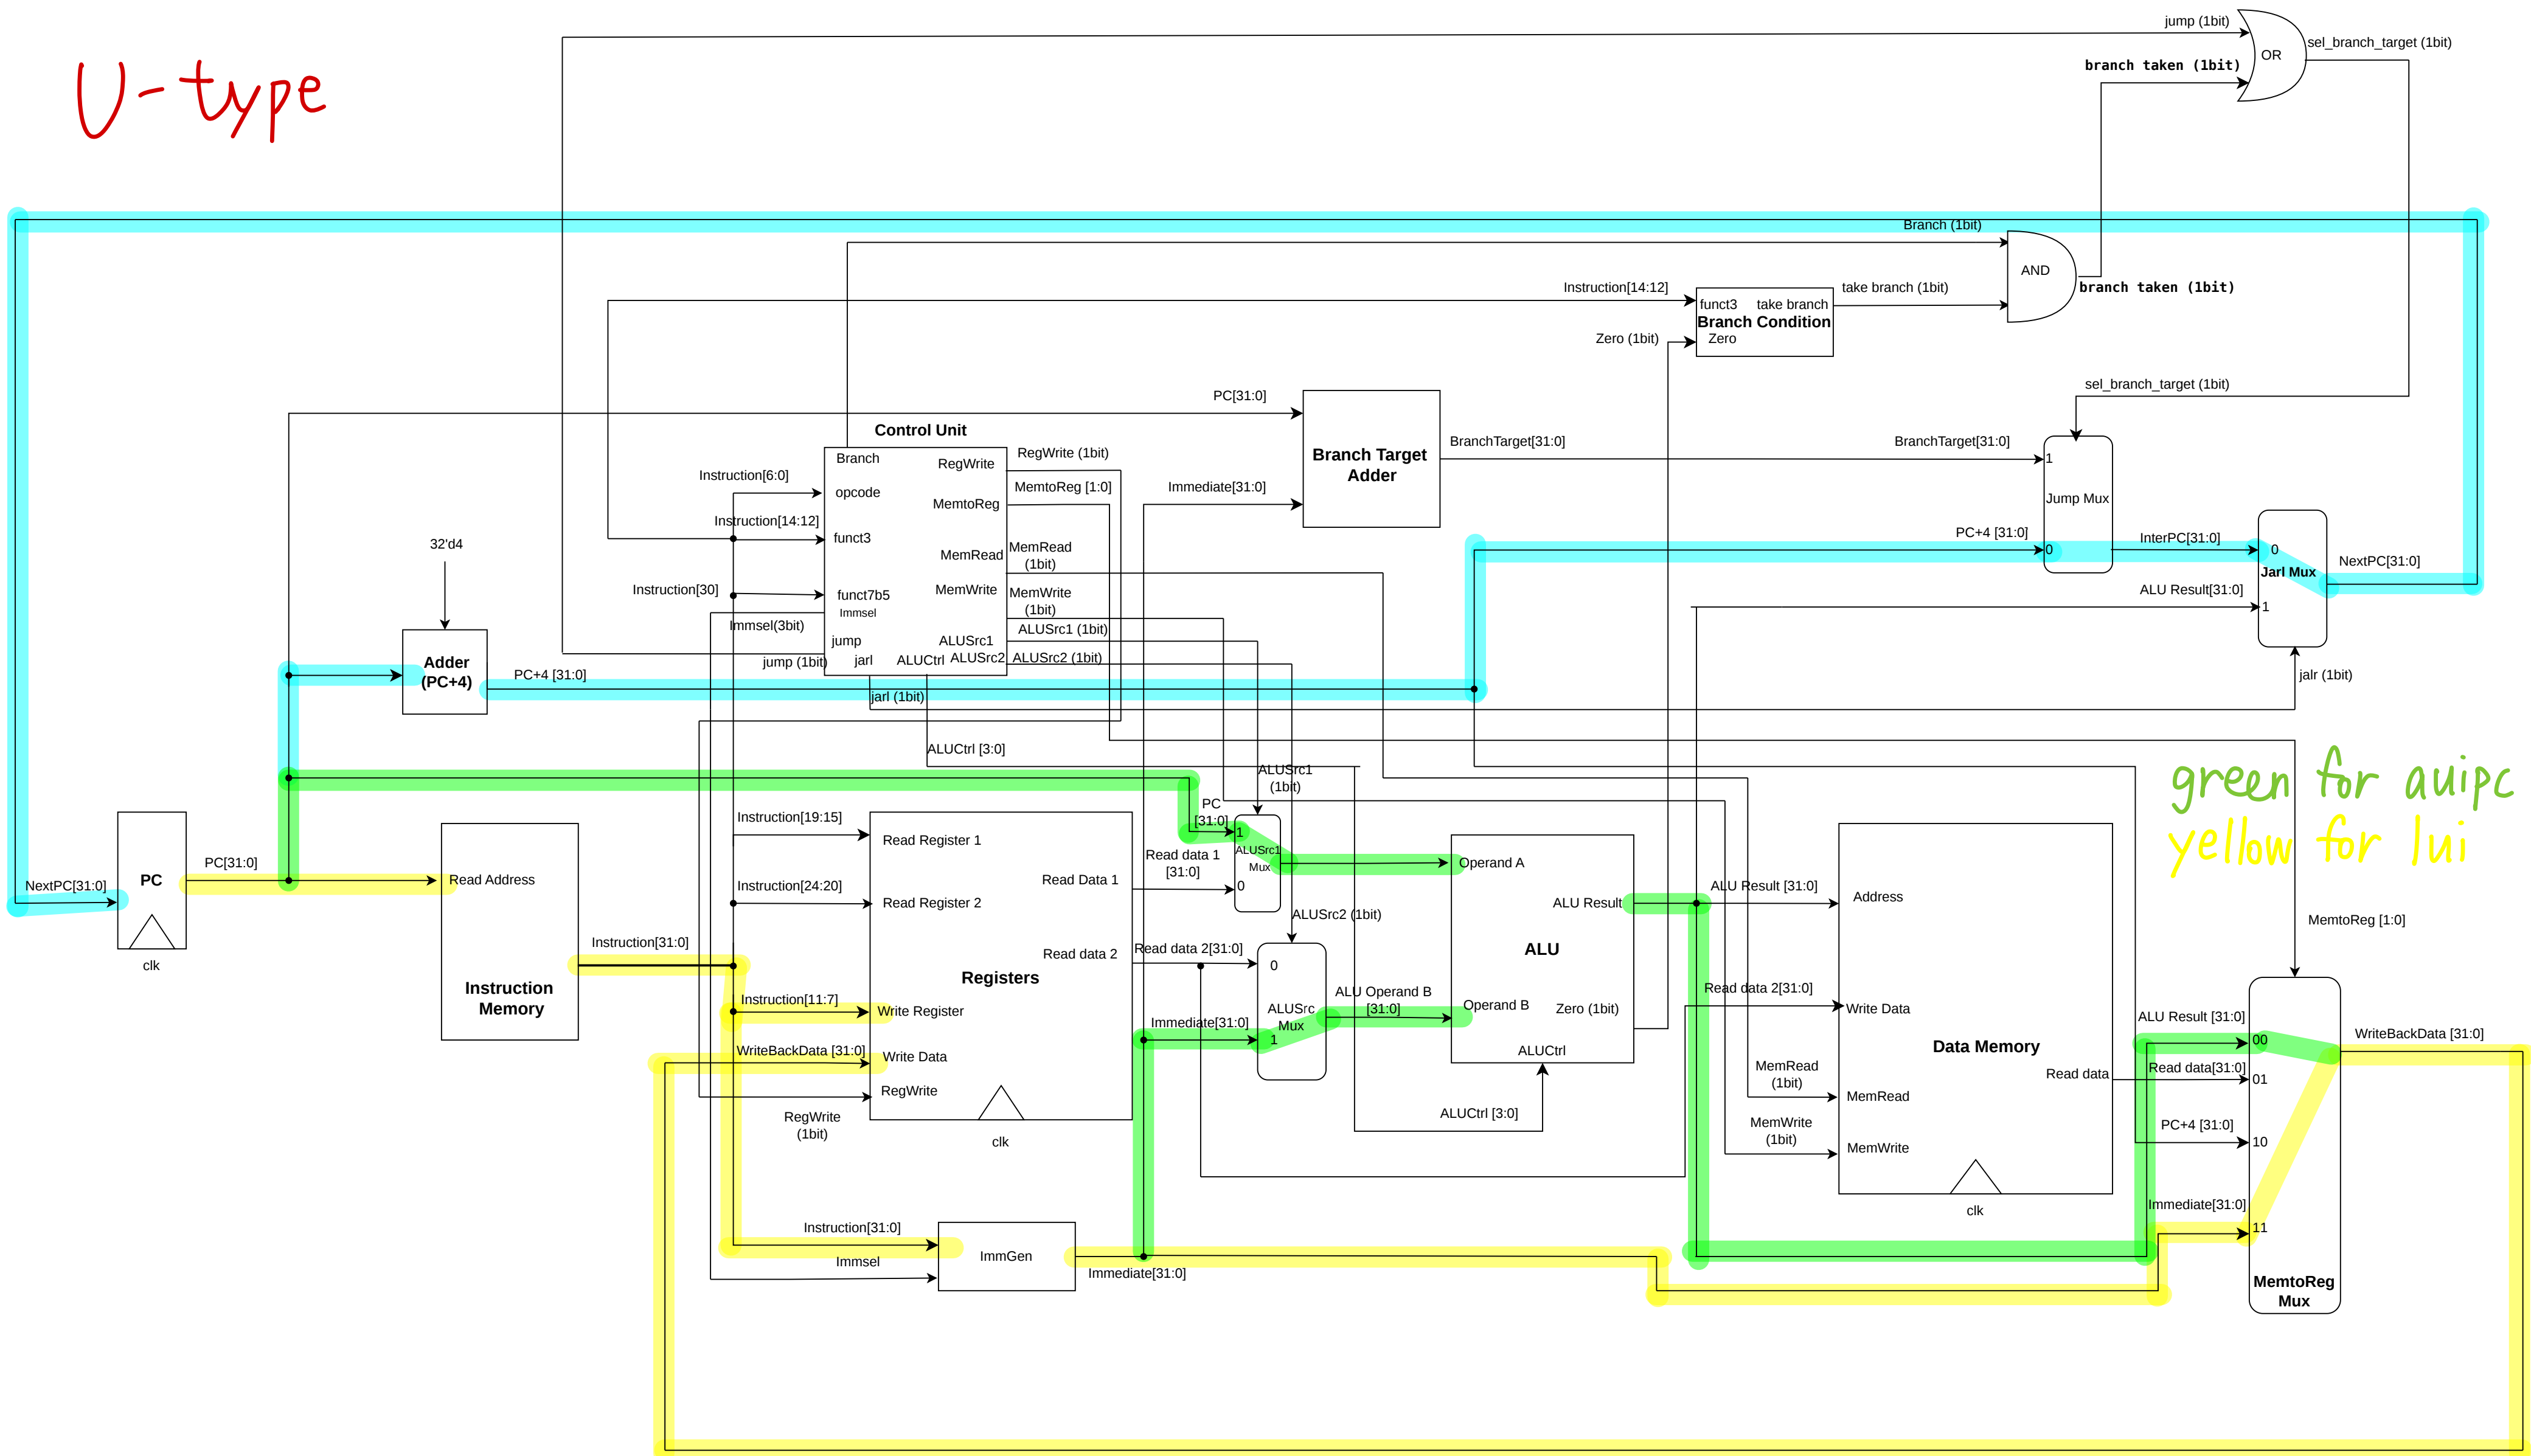 U-type
jump (1bit)
OR
sel_branch_target (1bit)
branch taken (1bit)
Branch (1bit)
AND
branch taken (1bit)
Instruction[14:12]
funct3 take branch
Branch Condition
Zero
take branch (1bit)
Zero (1bit)
sel_branch_target (1bit)
PC[31:0]
Branch Target
Adder
Immediate[31:0]
BranchTarget[31:0]
BranchTarget[31:0]
1
Jump Mux
0
PC+4 [31:0]
InterPC[31:0]
0
Jarl Mux
1
NextPC[31:0]
ALU Result[31:0]
jalr (1bit)
Control Unit
Branch
RegWrite
opcode
MemtoReg
funct3
MemRead
funct7b5
MemWrite
Immsel
jump
ALUSrc1
jarl
ALUCtrl
ALUSrc2
Instruction[6:0]
Instruction[14:12]
Instruction[30]
Immsel(3bit)
jump (1bit)
jarl (1bit)
RegWrite (1bit)
MemtoReg [1:0]
MemRead
(1bit)
MemWrite
(1bit)
ALUSrc1 (1bit)
ALUSrc2 (1bit)
32'd4
Adder
(PC+4)
PC+4 [31:0]
ALUCtrl [3:0]
ALUSrc1
(1bit)
green for auipc
yellow for lui
NextPC[31:0]
PC
clk
PC[31:0]
Read Address
Instruction
Memory
Instruction[31:0]
Instruction[19:15]
Instruction[24:20]
Instruction[11:7]
WriteBackData [31:0]
RegWrite
(1bit)
Read Register 1
Read Data 1
Read Register 2
Read data 2
Registers
Write Register
Write Data
RegWrite
clk
PC
[31:0]
1
ALUSrc1
Mux
0
Read data 1
[31:0]
ALUSrc2 (1bit)
Read data 2[31:0]
0
ALUSrc
Mux
1
Immediate[31:0]
ALU Operand B
[31:0]
Operand A
ALU Result
ALU
Operand B
Zero (1bit)
ALUCtrl
ALUCtrl [3:0]
ALU Result [31:0]
Read data 2[31:0]
MemRead
(1bit)
MemWrite
(1bit)
Address
Write Data
Data Memory
Read data
MemRead
MemWrite
clk
MemtoReg [1:0]
ALU Result [31:0]
00
Read data[31:0]
01
PC+4 [31:0]
10
Immediate[31:0]
11
MemtoReg
Mux
WriteBackData [31:0]
Instruction[31:0]
Immsel
ImmGen
Immediate[31:0]